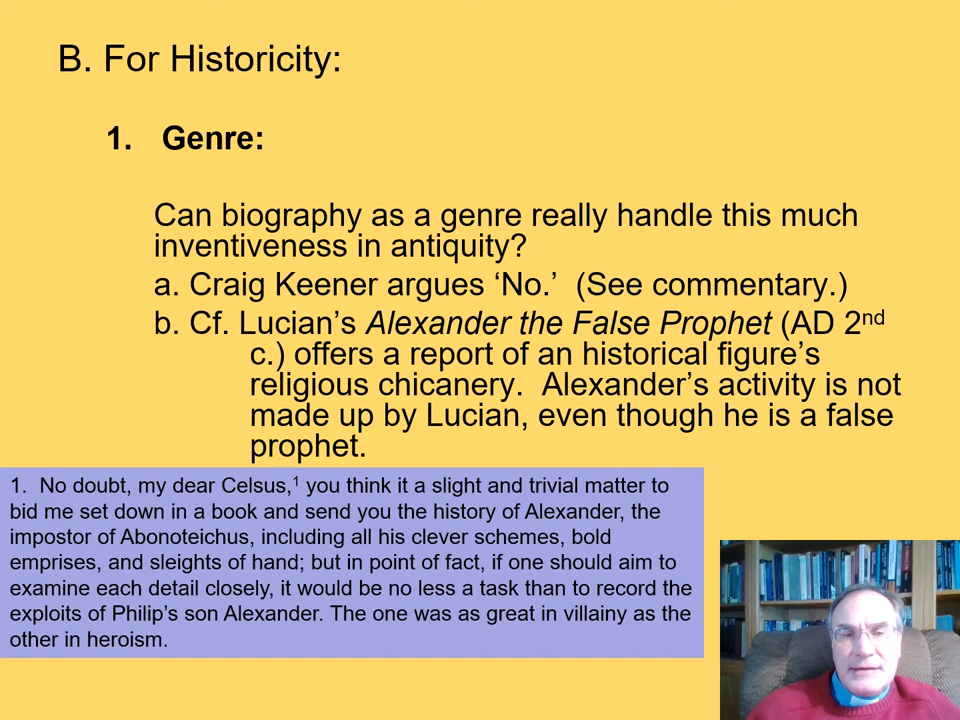 B. For Historicity:
1. Genre:
Can biography as a genre really handle this much
inventiveness in antiquity?
a. Craig Keener argues ‘No.’ (See commentary.)
b. Cf. Lucian’s Alexander the False Prophet (AD 2nd
c.) offers a report of an historical figure’s
religious chicanery. Alexander’s activity is not
made up by Lucian, even though he is a false
prophet.
1. No doubt, my dear Celsus,1 you think it a slight and trivial matter to
bid me set down in a book and send you the history of Alexander, the
impostor of Abonoteichus, including all his clever schemes, bold
emprises, and sleights of hand; but in point of fact, if one should aim to
examine each detail closely, it would be no less a task than to record the
exploits of Philip’s son Alexander. The one was as great in villainy as the
other in heroism.